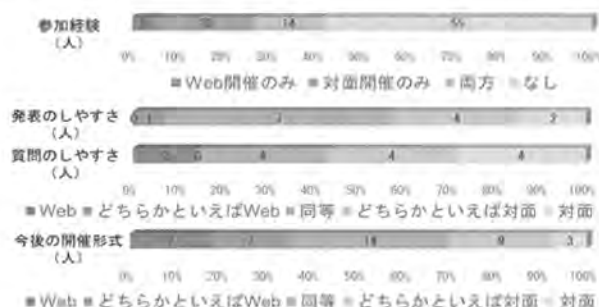 参加経験
(人)
0% 10% 20% 30% 40% 50% 60% 70% 80% 90% 100%
■Web開催のみ ■対面開催のみ ■両方 ■なし
発表のしやすさ
(人)
4 2
質問のしやすさ
(人)
4 4 4
0% 10% 20% 30% 40% 50% 60% 70% 80% 90% 100%
■Web ■どちらかといえばWeb ■同等 ■どちらかといえば対面 ■対面
今後の開催形式
(人)
7 7 18 9 3
0% 10% 20% 30% 40% 50% 60% 70% 80% 90% 100%
■Web ■どちらかといえばWeb ■同等 ■どちらかといえば対面 ■対面